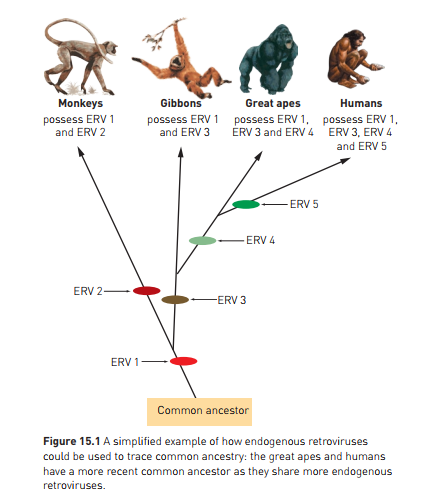 Monkeys
possess ERV 1
and ERV 2
Gibbons
possess ERV 1
and ERV 3
Great apes
possess ERV 1,
ERV 3 and ERV 4
Humans
possess ERV 1,
ERV 3, ERV 4
and ERV 5
ERV 5
ERV 4
ERV 2
ERV 3
ERV 1
Common ancestor
Figure 15.1 A simplified example of how endogenous retroviruses
could be used to trace common ancestry: the great apes and humans
have a more recent common ancestor as they share more endogenous
retroviruses.